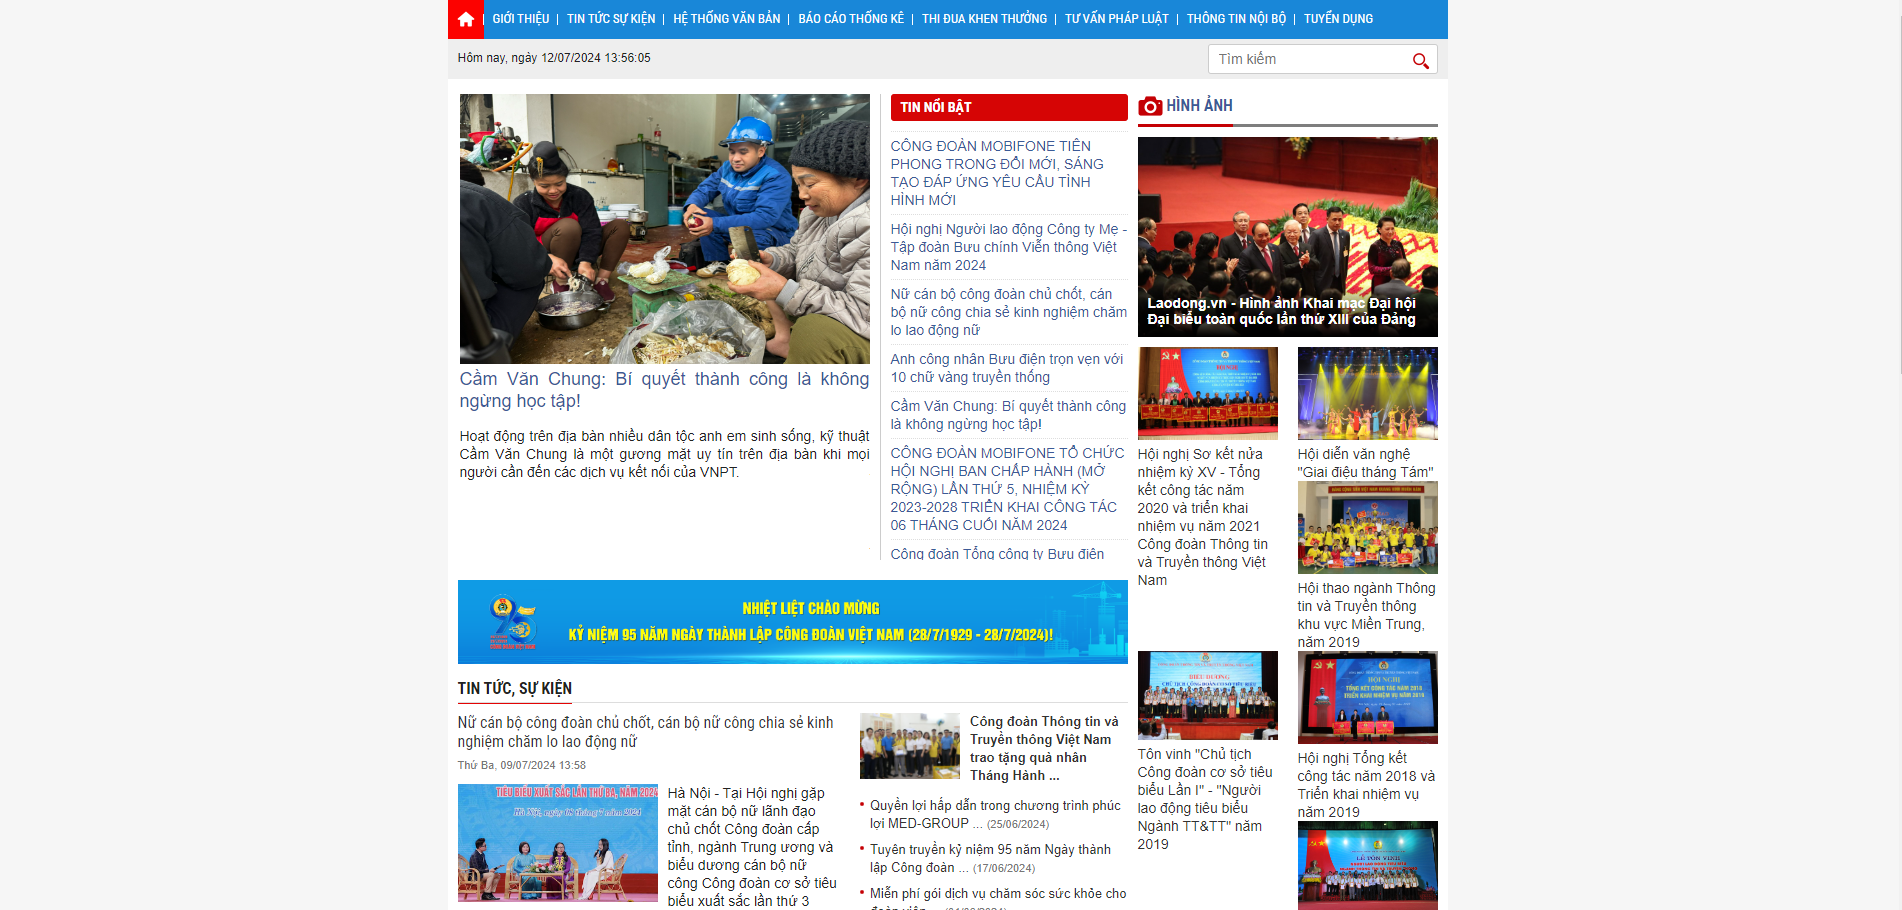 GIỚI THIỆU
TIN TỨC SỰ KIỆN
HỆ THỐNG VĂN BẢN
BÁO CÁO THỐNG KÊ
THI ĐUA KHEN THƯỞNG
TƯ VẤN PHÁP LUẬT
THÔNG TIN NỘI BỘ
TUYỂN DỤNG
Hôm nay, ngày 12/07/2024 13:56:05
Tìm kiếm
Cầm Văn Chung: Bí quyết thành công là không
ngừng học tập!
Hoạt động trên địa bàn nhiều dân tộc anh em sinh sống, kỹ thuật
Cầm Văn Chung là một gương mặt uy tín trên địa bàn khi mọi
người cần đến các dịch vụ kết nối của VNPT.
TIN NỔI BẬT
CÔNG ĐOÀN MOBIFONE TIÊN
PHONG TRONG ĐỔI MỚI, SÁNG
TẠO ĐÁP ỨNG YÊU CẦU TÌNH
HÌNH MỚI
Hội nghị Người lao động Công ty Mẹ -
Tập đoàn Bưu chính Viễn thông Việt
Nam năm 2024
Nữ cán bộ công đoàn chủ chốt, cán
bộ nữ công chia sẻ kinh nghiệm chăm
lo lao động nữ
Anh công nhân Bưu điện trọn vẹn với
10 chữ vàng truyền thống
Cầm Văn Chung: Bí quyết thành công
là không ngừng học tập!
CÔNG ĐOÀN MOBIFONE TỔ CHỨC
HỘI NGHỊ BAN CHẤP HÀNH (MỞ
RỘNG) LẦN THỨ 5, NHIỆM KỲ
2023-2028 TRIỂN KHAI CÔNG TÁC
06 THÁNG CUỐI NĂM 2024
Công đoàn Tổng công ty Bưu điện
HÌNH ẢNH
Laodong.vn - Hình ảnh Khai mạc Đại hội
Đại biểu toàn quốc lần thứ XIII của Đảng
Hội nghị Sơ kết nửa
nhiệm kỳ XV - Tổng
kết công tác năm
2020 và triển khai
nhiệm vụ năm 2021
Công đoàn Thông tin
và Truyền thông Việt
Nam
Hội diễn văn nghệ
"Giai điệu tháng Tám"
Hội thao ngành Thông
tin và Truyền thông
khu vực Miền Trung,
năm 2019
BIỂU DƯƠNG
Tôn vinh "Chủ tịch
Công đoàn cơ sở tiêu
biểu Lần I" - "Người
lao động tiêu biểu
Ngành TT&TT" năm
2019
HỘI NGHỊ
TỔNG KẾT CÔNG TÁC NĂM 2018
TRIỂN KHAI NHIỆM VỤ NĂM 2019
Hội nghị Tổng kết
công tác năm 2018 và
Triển khai nhiệm vụ
năm 2019
LỄ TÔN VINH
95
NHIỆT LIỆT CHÀO MỪNG
KỶ NIỆM 95 NĂM NGÀY THÀNH LẬP CÔNG ĐOÀN VIỆT NAM (28/7/1929 - 28/7/2024)!
TIN TỨC, SỰ KIỆN
Nữ cán bộ công đoàn chủ chốt, cán bộ nữ công chia sẻ kinh
nghiệm chăm lo lao động nữ
Thứ Ba, 09/07/2024 13:58
TIÊU BIỂU XUẤT SẮC LẦN THỨ BA, NĂM 2024
Hà Nội, ngày 08 tháng 7 năm 2024
Hà Nội - Tại Hội nghị gặp
mặt cán bộ nữ lãnh đạo
chủ chốt Công đoàn cấp
tỉnh, ngành Trung ương và
biểu dương cán bộ nữ
công Công đoàn cơ sở tiêu
biểu xuất sắc lần thứ 3
Công đoàn Thông tin và
Truyền thông Việt Nam
trao tặng quà nhân
Tháng Hành ...
Quyền lợi hấp dẫn trong chương trình phúc
lợi MED-GROUP ... (25/06/2024)
Tuyên truyền kỷ niệm 95 năm Ngày thành
lập Công đoàn ... (17/06/2024)
Miễn phí gói dịch vụ chăm sóc sức khỏe cho